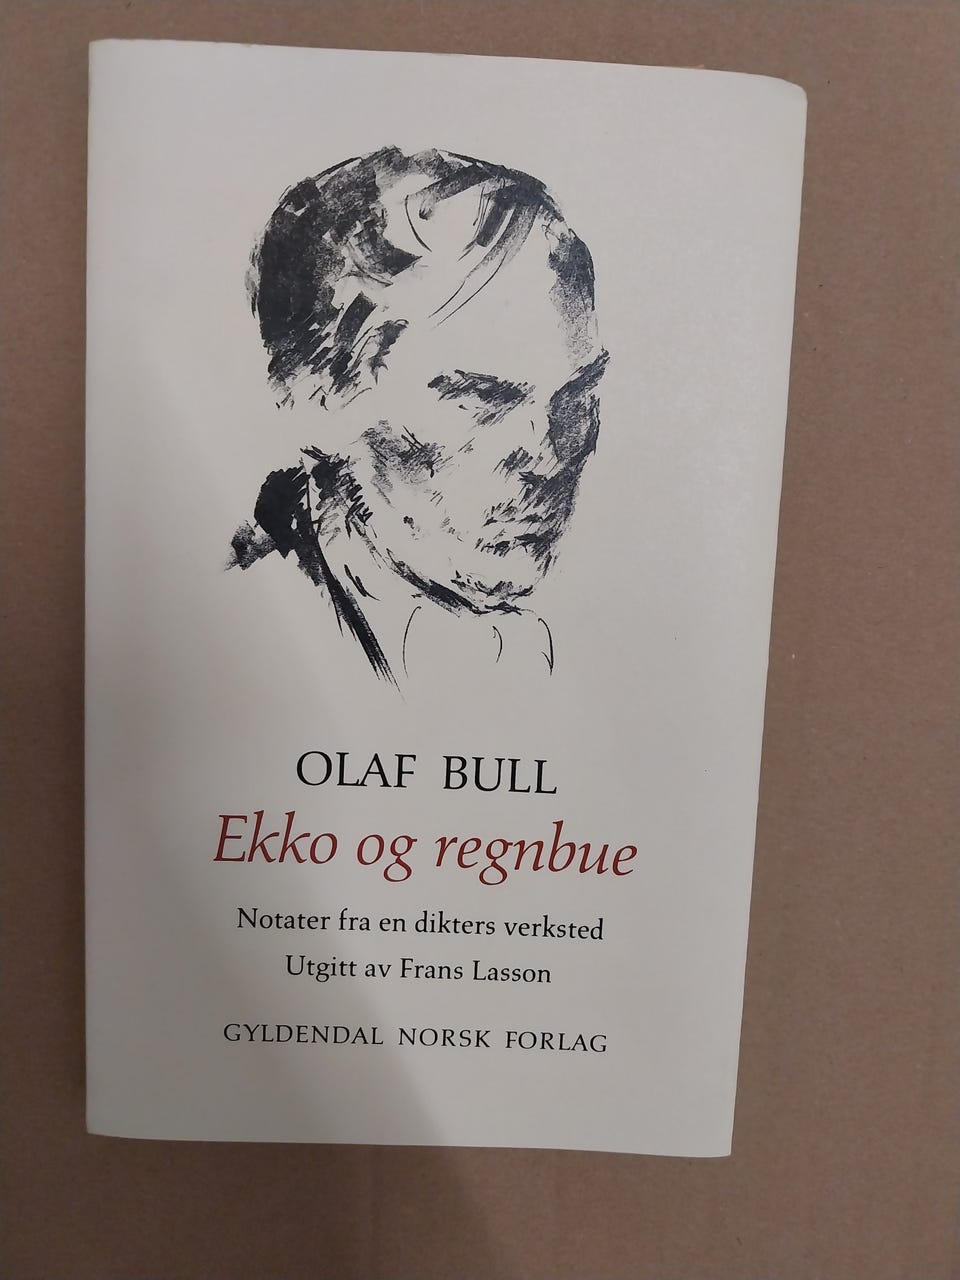 OLAF BULL
Ekko og regnbue
Notater fra en dikters verksted
Utgitt av Frans Lasson
GYLDENDAL NORSK FORLAG